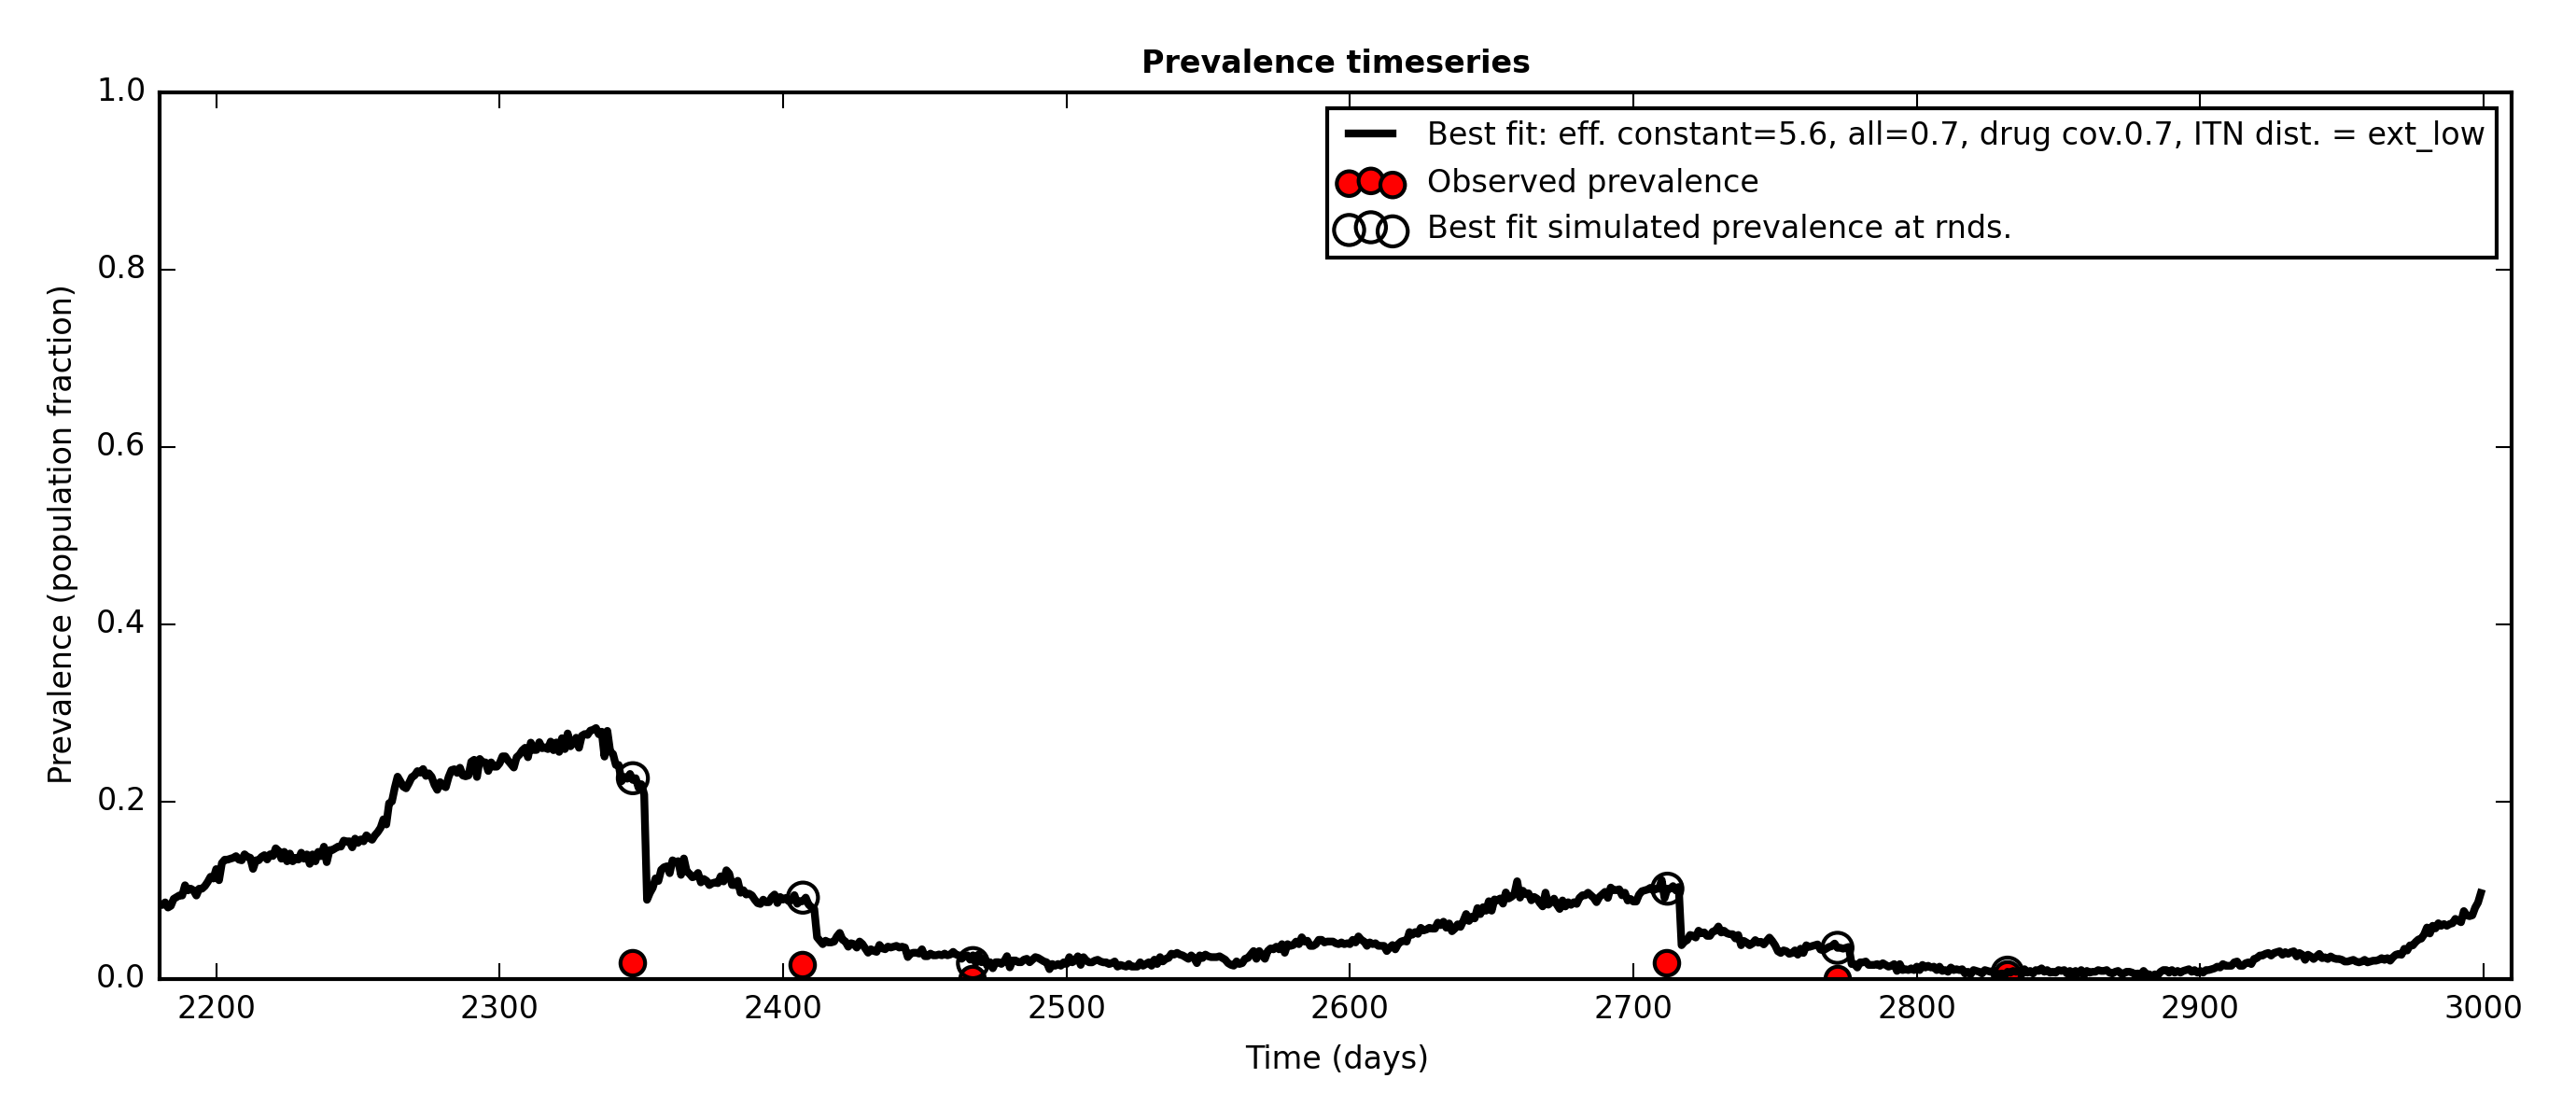 Prevalence timeseries
Best fit: eff. constant=5.6, all=0.7, drug cov.0.7, ITN dist. = ext_low
Observed prevalence
Best fit simulated prevalence at rnds.
Prevalence (population fraction)
1.0
0.8
0.6
0.4
0.2
0.0
2200 2300 2400 2500 2600 2700 2800 2900 3000
Time (days)